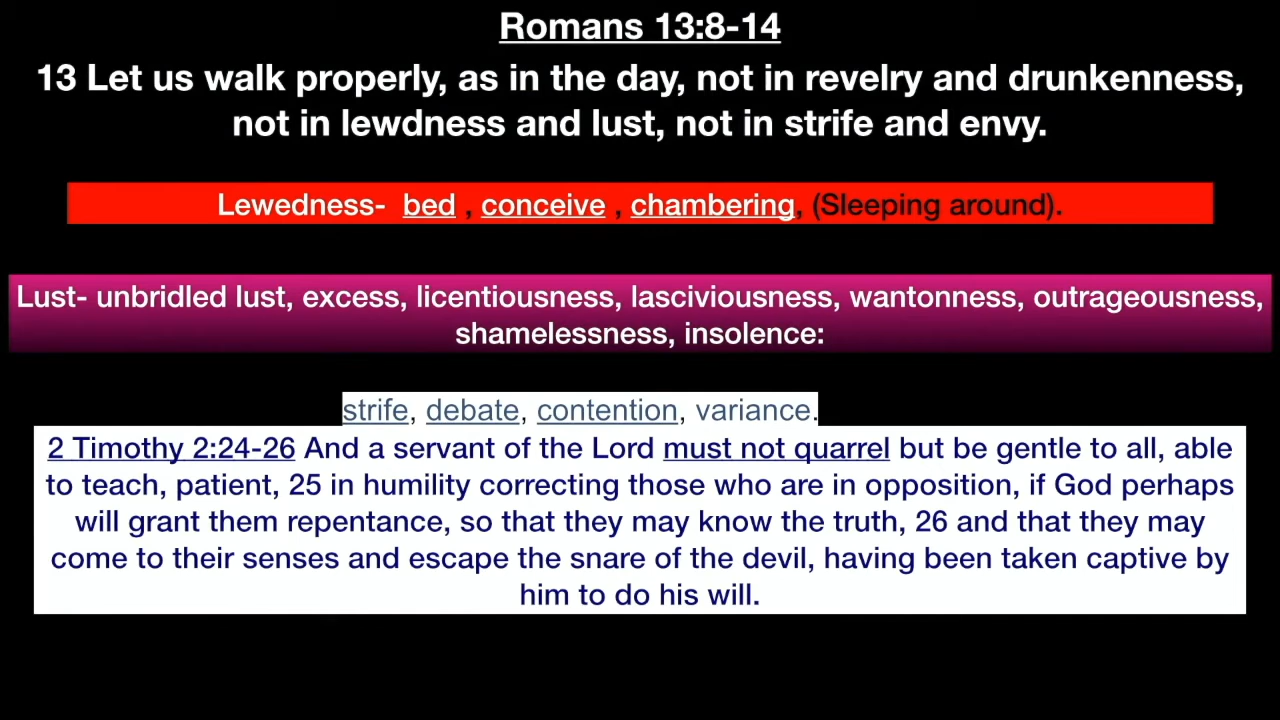 Romans 13:8-14
13 Let us walk properly, as in the day, not in revelry and drunkenness,
not in lewdness and lust, not in strife and envy.
Lewedness- bed , conceive , chambering, (Sleeping around).
Lust- unbridled lust, excess, licentiousness, lasciviousness, wantonness, outrageousness,
shamelessness, insolence:
strife, debate, contention, variance.
2 Timothy 2:24-26 And a servant of the Lord must not quarrel but be gentle to all, able
to teach, patient, 25 in humility correcting those who are in opposition, if God perhaps
will grant them repentance, so that they may know the truth, 26 and that they may
come to their senses and escape the snare of the devil, having been taken captive by
him to do his will.